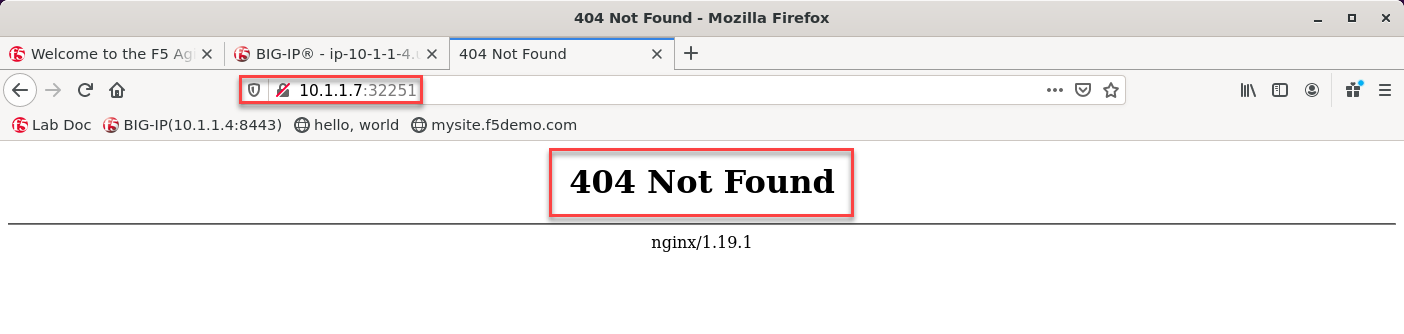 404 Not Found - Mozilla Firefox
Welcome to the F5 Ag
BIG-IP® - ip-10-1-1-4.
404 Not Found
10.1.1.7:32251
Lab Doc
BIG-IP(10.1.1.4:8443)
hello, world
mysite.f5demo.com
404 Not Found
nginx/1.19.1